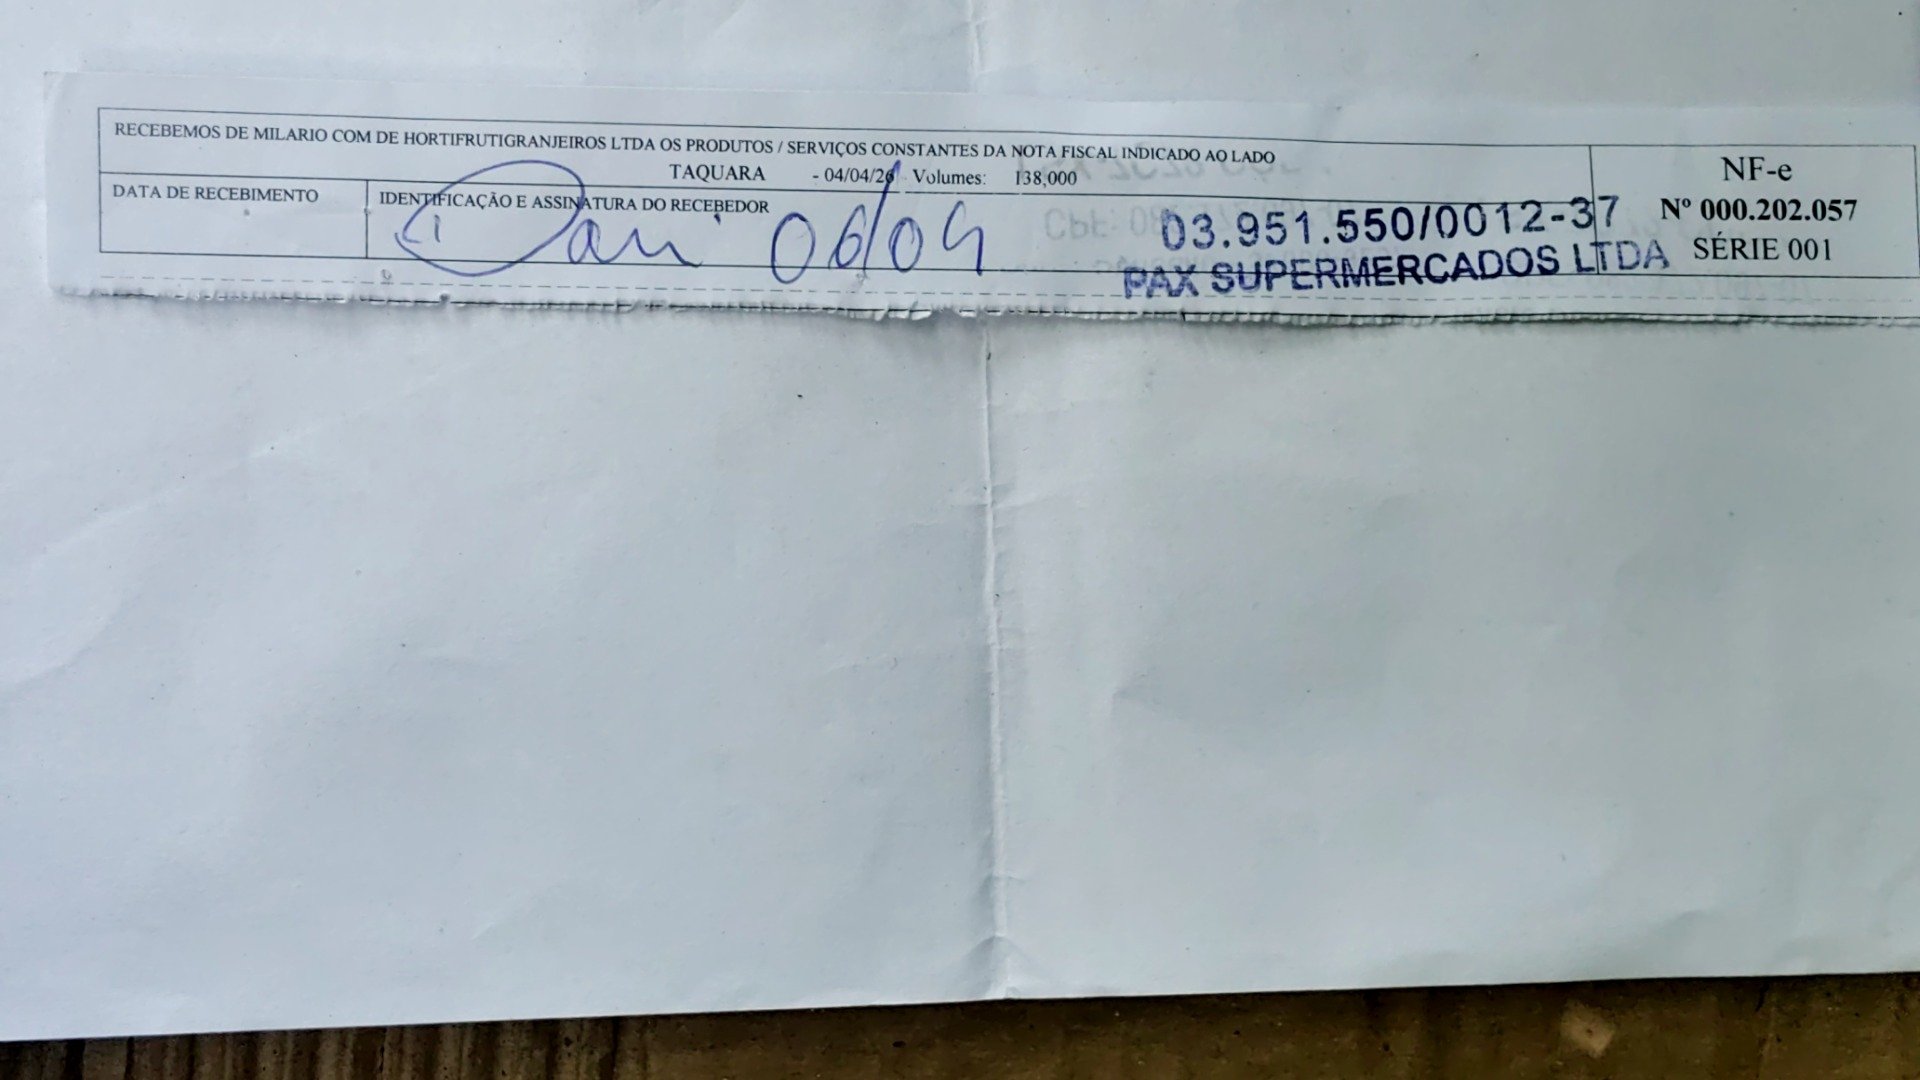 RECEBEMOS DE MILARIO COM DE HORTIFRUTIGRANJEIROS LTDA OS PRODUTOS / SERVIÇOS CONSTANTES DA NOTA FISCAL INDICADO AO LADO
TAQUARA - 04/04/26 Volumes: 138,000
DATA DE RECEBIMENTO
IDENTIFICAÇÃO E ASSINATURA DO RECEBEDOR
Dani 06/04
03.951.550/0012-37
PAX SUPERMERCADOS LTDA
NF-e
Nº 000.202.057
SÉRIE 001